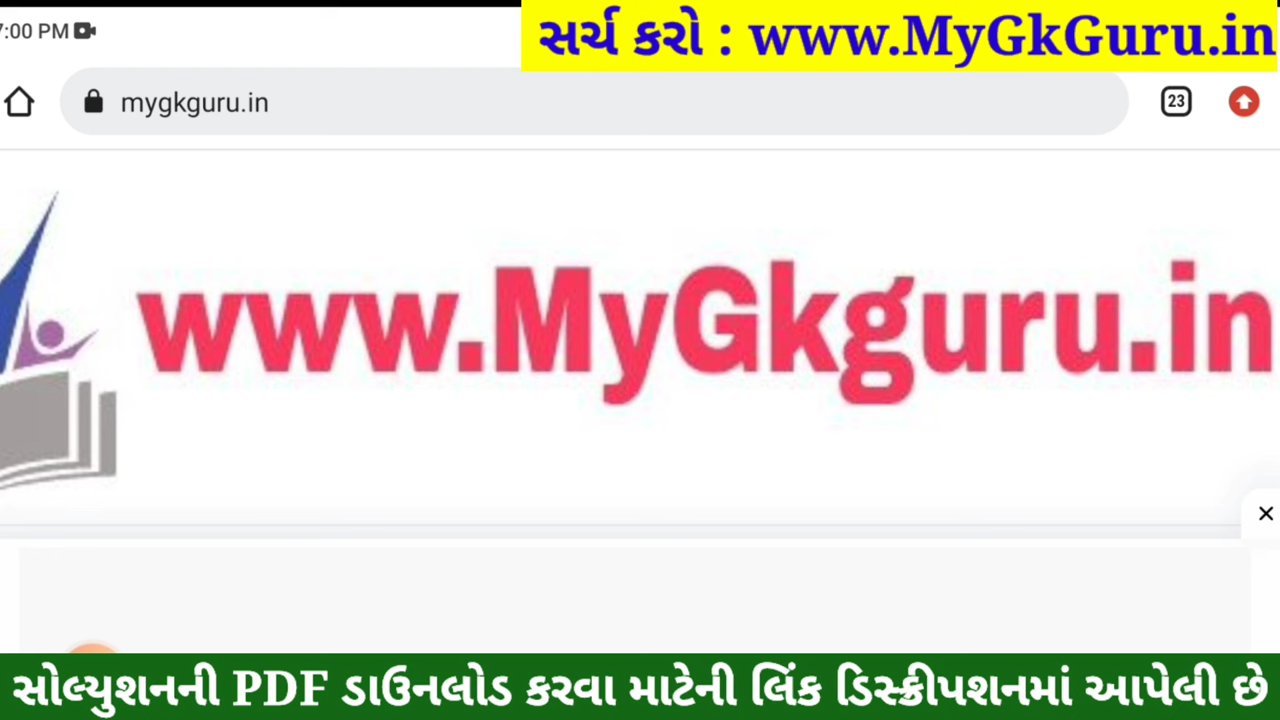 સર્ચ કરો : www.MyGkGuru.in
7:00 PM
mygkguru.in
23
www.MyGkguru.in
સોલ્યુશનની PDF ડાઉનલોડ કરવા માટેની લિંક ડિસ્ક્રીપશનમાં આપેલી છે